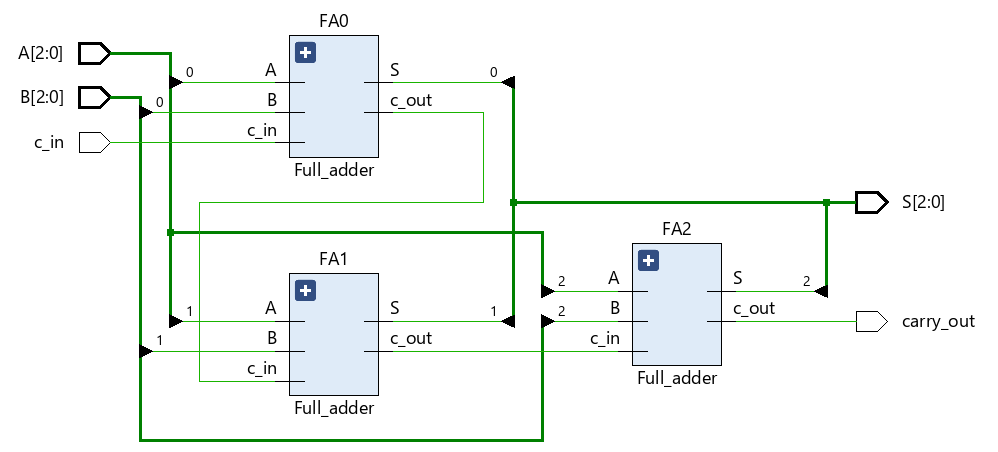 FA0
A[2:0]
0
A
S
0
B[2:0]
0
B
c_out
c_in
c_in
Full_adder
S[2:0]
FA2
FA1
2
A
S
2
1
A
S
1
2
B
c_out
carry_out
1
B
c_out
c_in
c_in
Full_adder
Full_adder